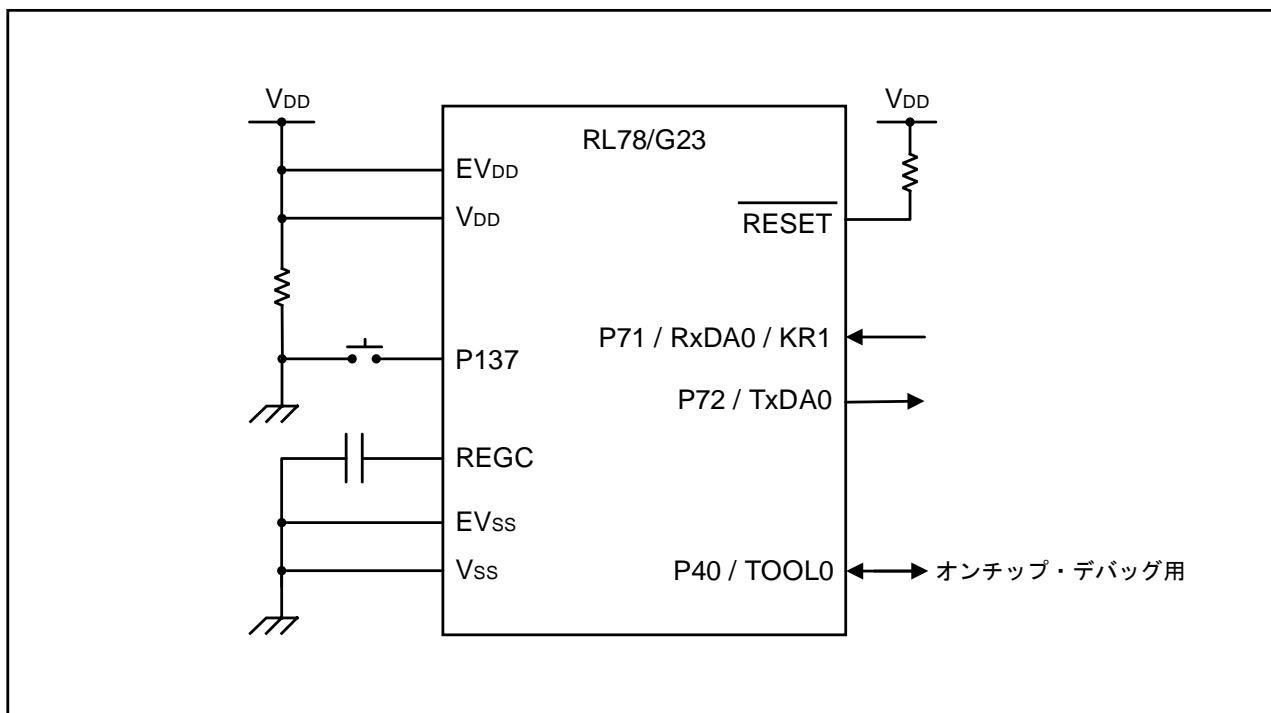 VDD
VDD
RL78/G23
EVDD
VDD
RESET
P71 / RxDA0 / KR1
P137
P72 / TxDA0
REGC
EVSS
VSS
P40 / TOOL0
オンチップ・デバッグ用